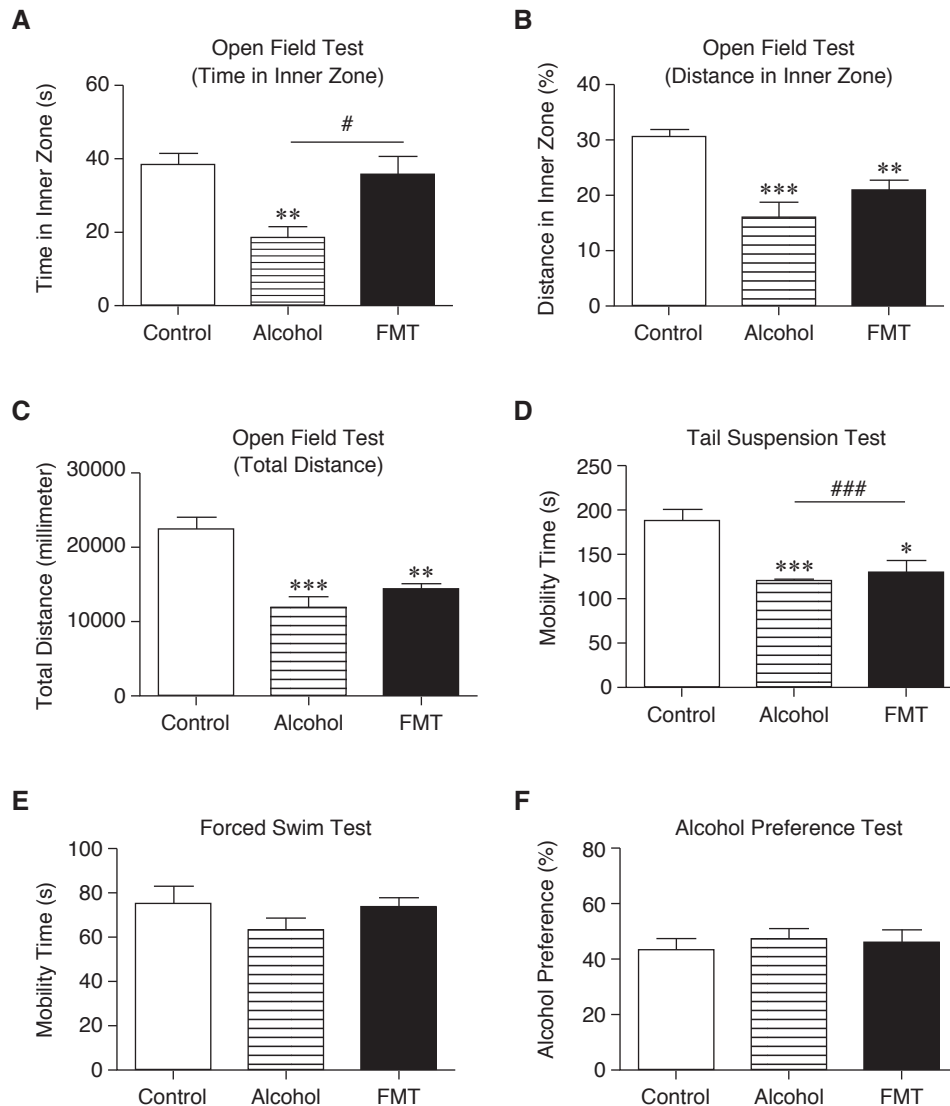 A
Open Field Test
(Time in Inner Zone)
Time in Inner Zone (s)
60
40
20
0
#
**
Control Alcohol FMT
B
Open Field Test
(Distance in Inner Zone)
Distance in Inner Zone (%)
40
30
20
10
0
***
**
Control Alcohol FMT
C
Open Field Test
(Total Distance)
Total Distance (millimeter)
30000
20000
10000
0
***
**
Control Alcohol FMT
D
Tail Suspension Test
Mobility Time (s)
250
200
150
100
50
0
###
***
*
Control Alcohol FMT
E
Forced Swim Test
Mobility Time (s)
100
80
60
40
20
0
Control Alcohol FMT
F
Alcohol Preference Test
Alcohol Preference (%)
80
60
40
20
0
Control Alcohol FMT